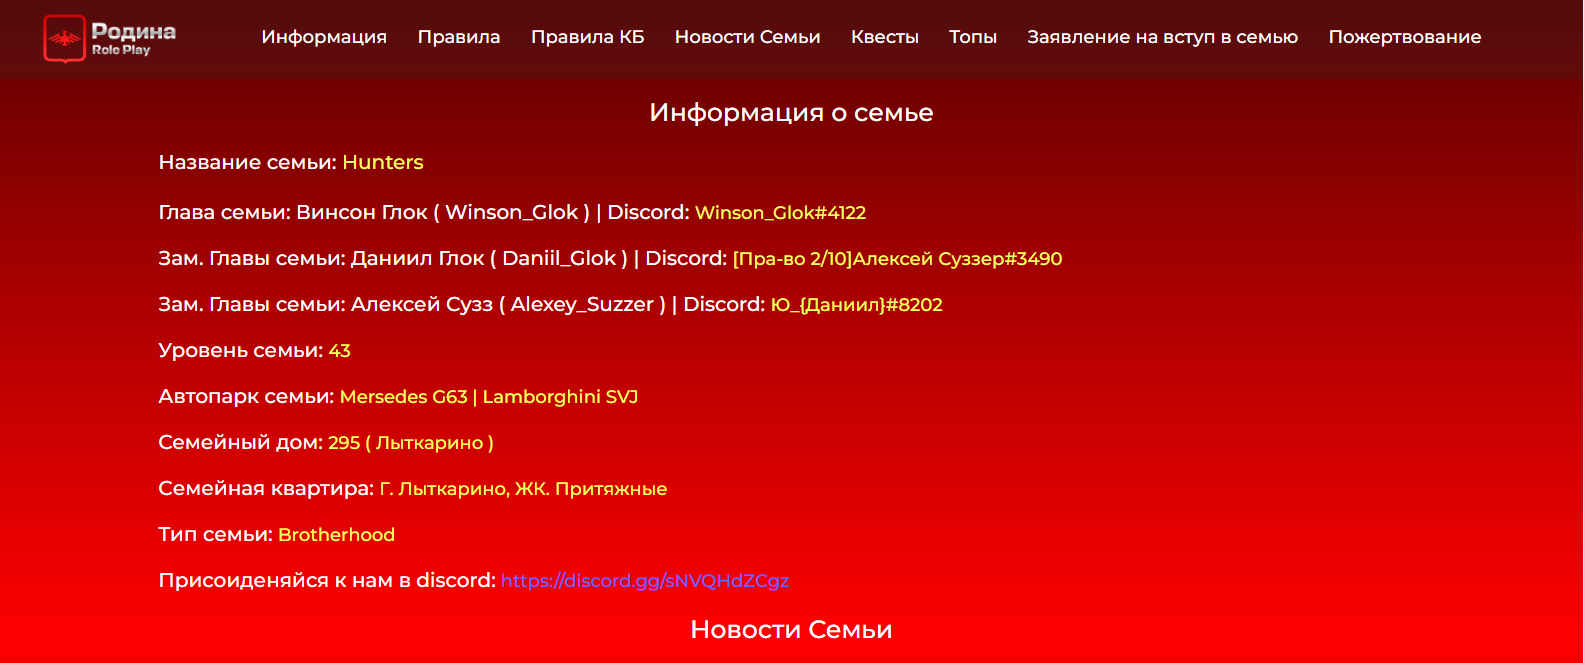 Родина
Role Play
Информация Правила Правила КБ Новости Семьи Квесты Топы Заявление на вступ в семью Пожертвование
Информация о семье
Название семьи: Hunters
Глава семьи: Винсон Глок ( Winson_Glok ) | Discord: Winson_Glok#4122
Зам. Главы семьи: Даниил Глок ( Daniil_Glok ) | Discord: [Пра-во 2/10]Алексей Суззер#3490
Зам. Главы семьи: Алексей Сузз ( Alexey_Suzzer ) | Discord: Ю_{Даниил}#8202
Уровень семьи: 43
Автопарк семьи: Mersedes G63 | Lamborghini SVJ
Семейный дом: 295 ( Лыткарино )
Семейная квартира: Г. Лыткарино, ЖК. Притяжные
Тип семьи: Brotherhood
Присоиденяйся к нам в discord: https://discord.gg/sNVQHdZCgz
Новости Семьи